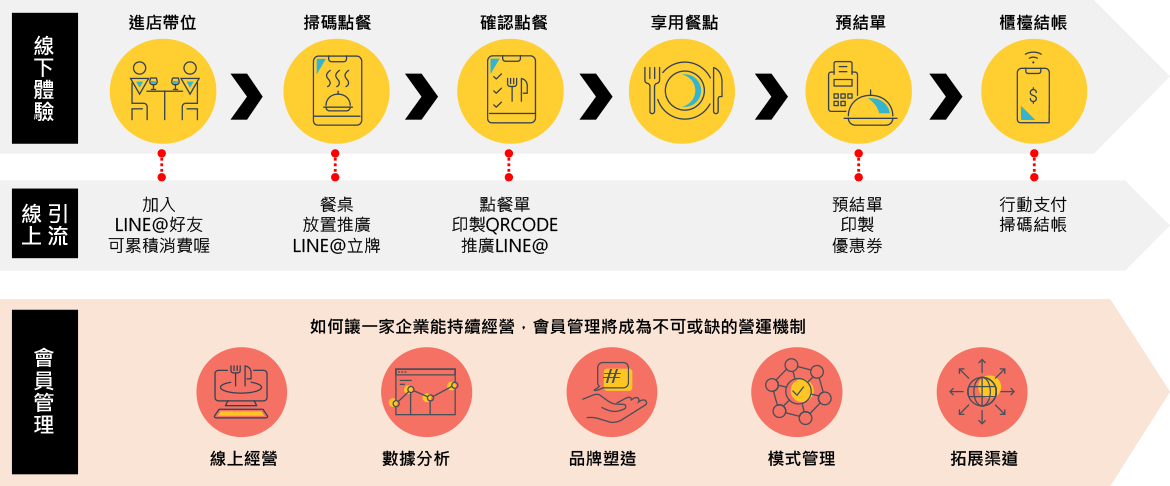 線下體驗
進店帶位
掃碼點餐
確認點餐
享用餐點
預結單
櫃檯結帳
$
線上引流
加入
LINE@好友
可累積消費喔
餐桌
放置推廣
LINE@立牌
點餐單
印製QRCODE
推廣LINE@
預結單
印製
優惠券
行動支付
掃碼結帳
會員管理
如何讓一家企業能持續經營，會員管理將成為不可或缺的營運機制
#
線上經營
數據分析
品牌塑造
模式管理
拓展渠道